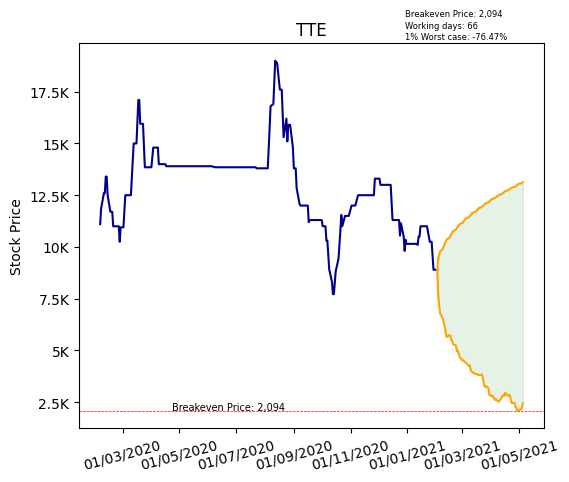 Breakeven Price: 2,094
Working days: 66
1% Worst case: -76.47%
TTE
Stock Price
17.5K
15K
12.5K
10K
7.5K
5K
2.5K
Breakeven Price: 2,094
01/03/2020
01/05/2020
01/07/2020
01/09/2020
01/11/2020
01/01/2021
01/03/2021
01/05/2021